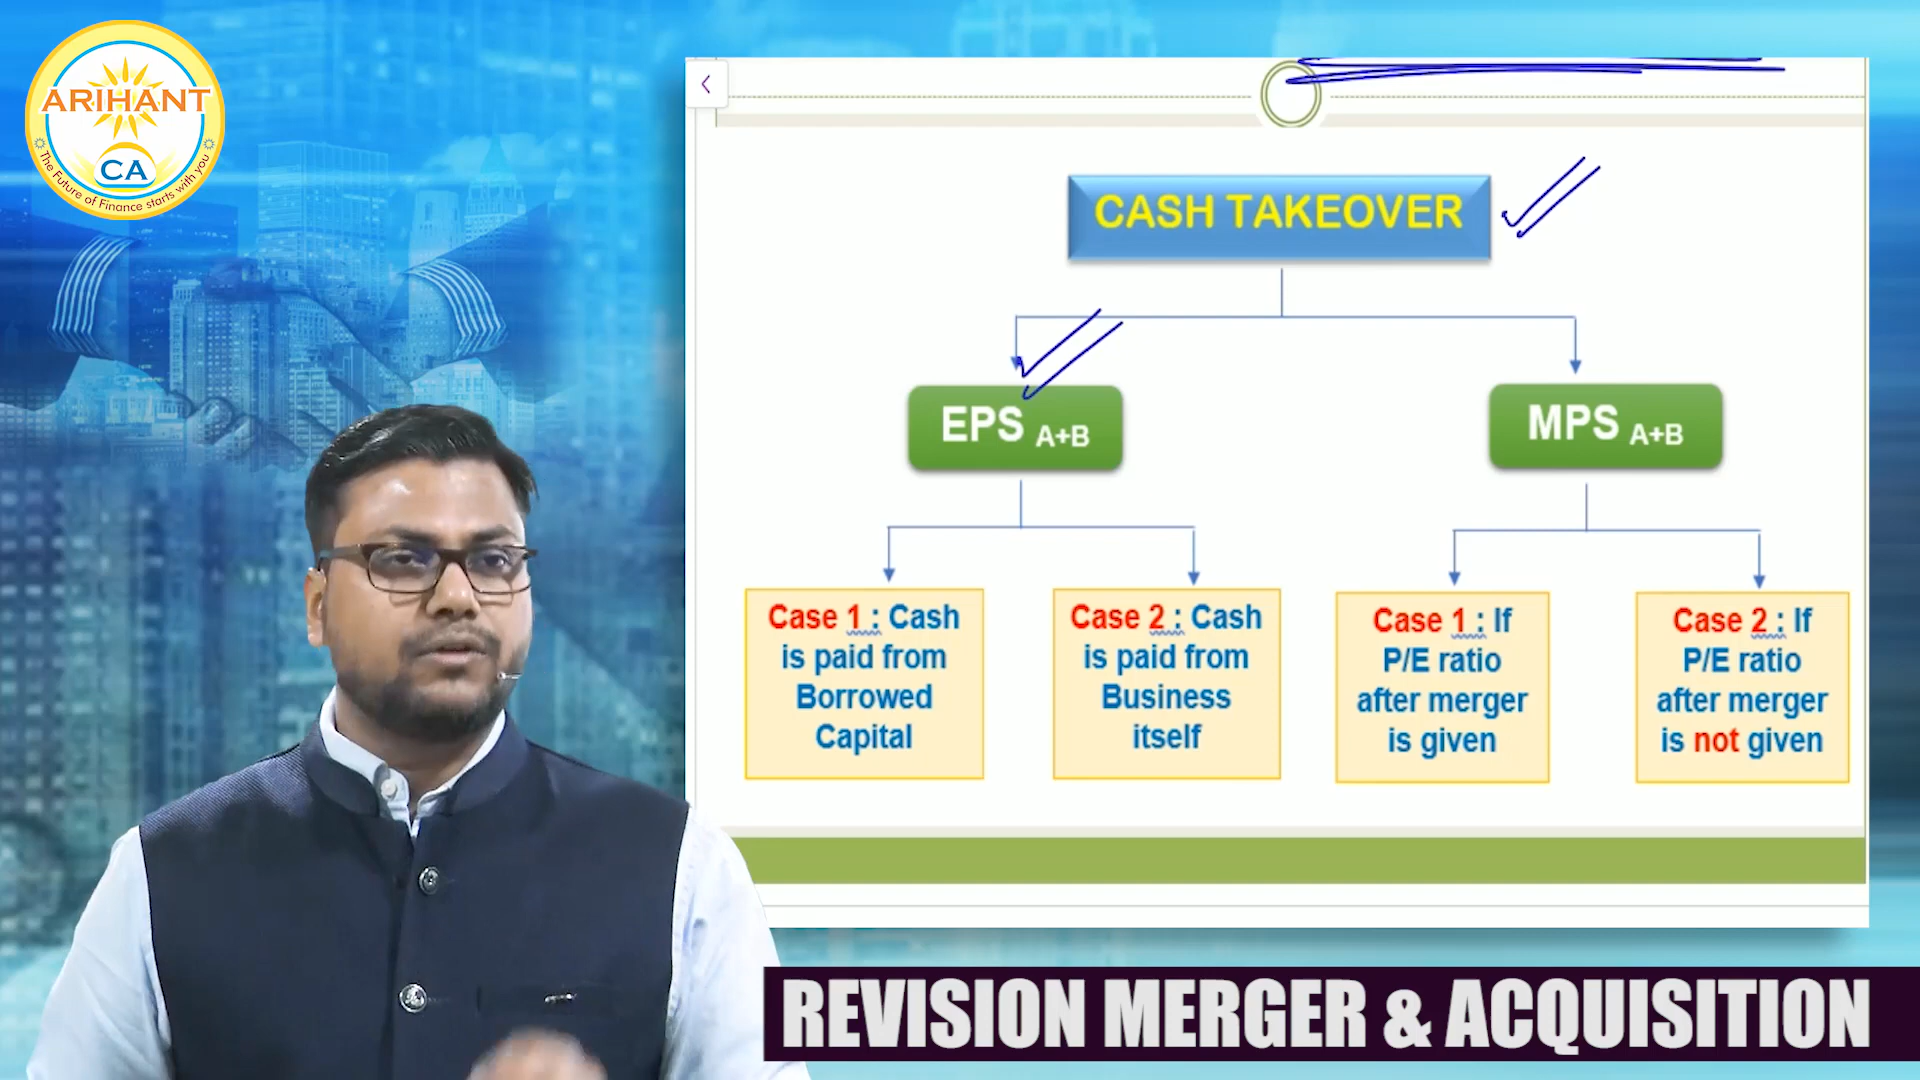 ARIHANT
CA
The Future of Finance starts with you
CASH TAKEOVER
EPS A+B
MPS A+B
Case 1 : Cash
is paid from
Borrowed
Capital
Case 2 : Cash
is paid from
Business
itself
Case 1 : If
P/E ratio
after merger
is given
Case 2 : If
P/E ratio
after merger
is not given
REVISION MERGER & ACQUISITION